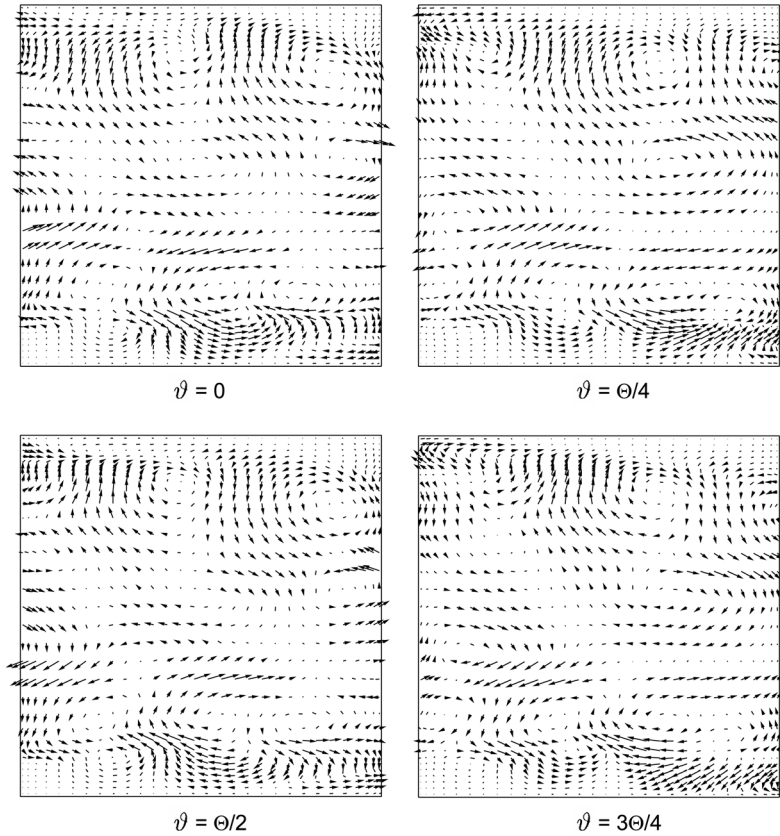 ϑ = 0
ϑ = Θ/4
ϑ = Θ/2
ϑ = 3Θ/4